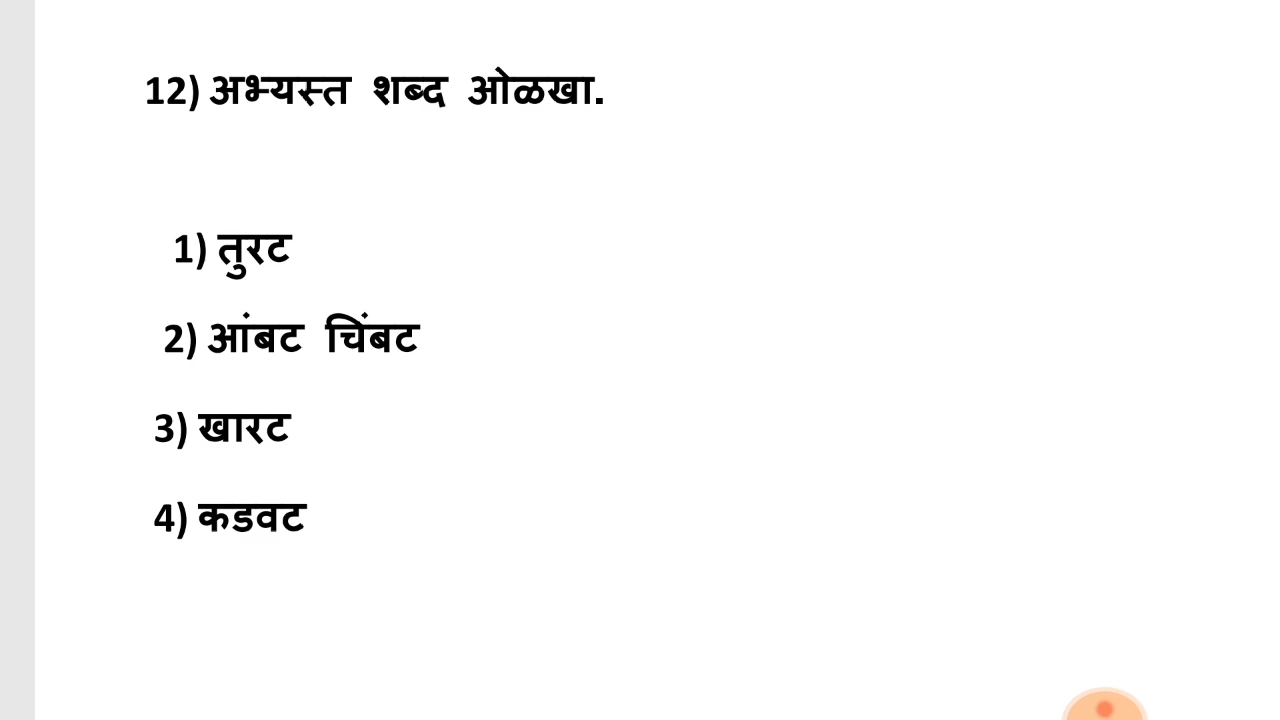 12) अभ्यस्त शब्द ओळखा.
1) तुरट
2) आंबट चिंबट
3) खारट
4) कडवट